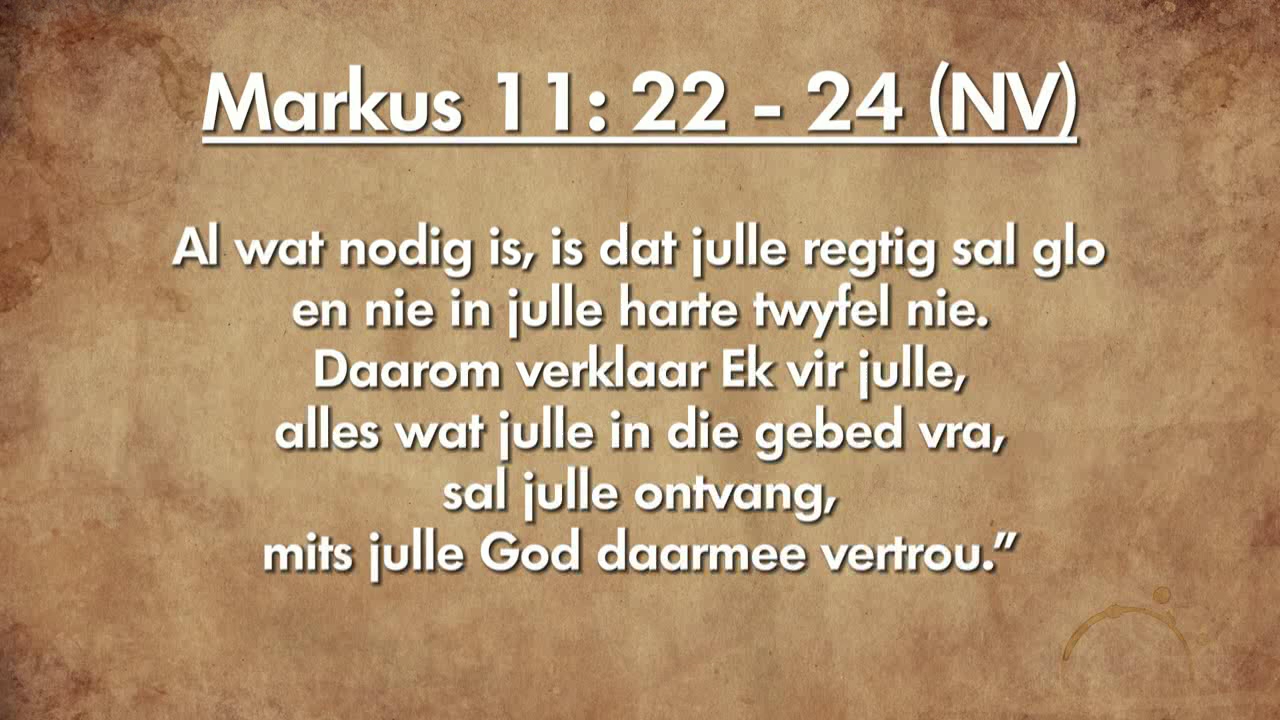 Markus 11: 22 - 24 (NV)
Al wat nodig is, is dat julle regtig sal glo
en nie in julle harte twyfel nie.
Daarom verklaar Ek vir julle,
alles wat julle in die gebed vra,
sal julle ontvang,
mits julle God daarmee vertrou.”